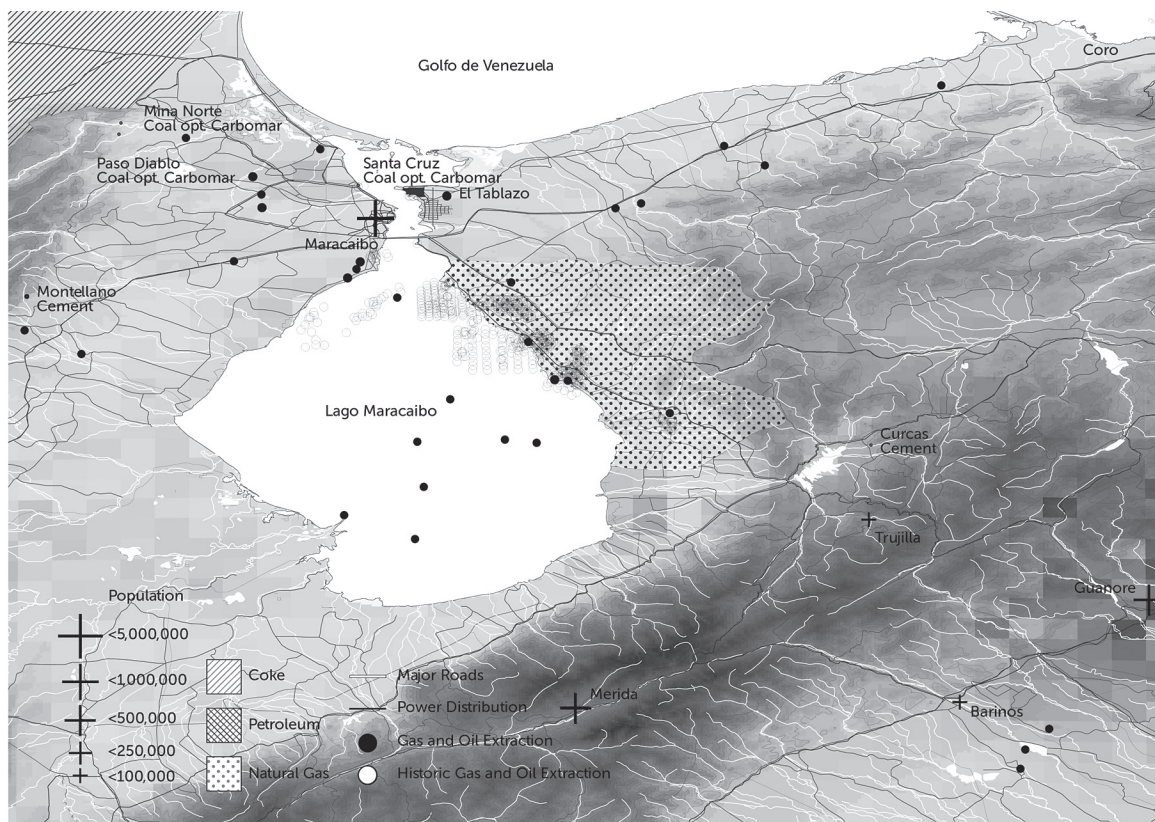 Golfo de Venezuela
Coro
Mina Norte
Coal opt. Carbomar
Paso Diablo
Coal opt. Carbomar
Santa Cruz
Coal opt. Carbomar
El Tablazo
Maracaibo
Montellano
Cement
Lago Maracaibo
Curcas
Cement
Trujilla
Guanore
Merida
Barinos
Population
<5,000,000
<1000,000
<500,000
<250,000
<100,000
Coke
Petroleum
Natural Gas
Major Roads
Power Distribution
Gas and Oil Extraction
Historic Gas and Oil Extraction